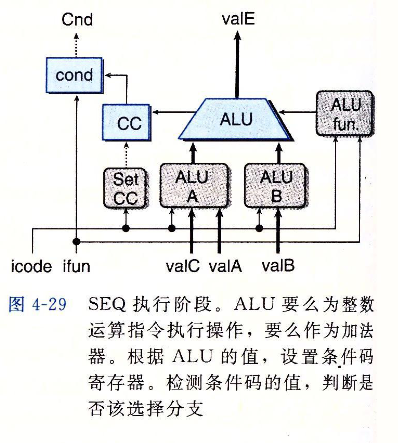 Cnd
valE
cond
CC
ALU
ALU
fun.
Set
CC
ALU
A
ALU
B
icode ifun
valC valA valB
图 4-29 SEQ 执行阶段。ALU 要么为整数
运算指令执行操作，要么作为加法
器。根据 ALU 的值，设置条件码
寄存器。检测条件码的值，判断是
否该选择分支